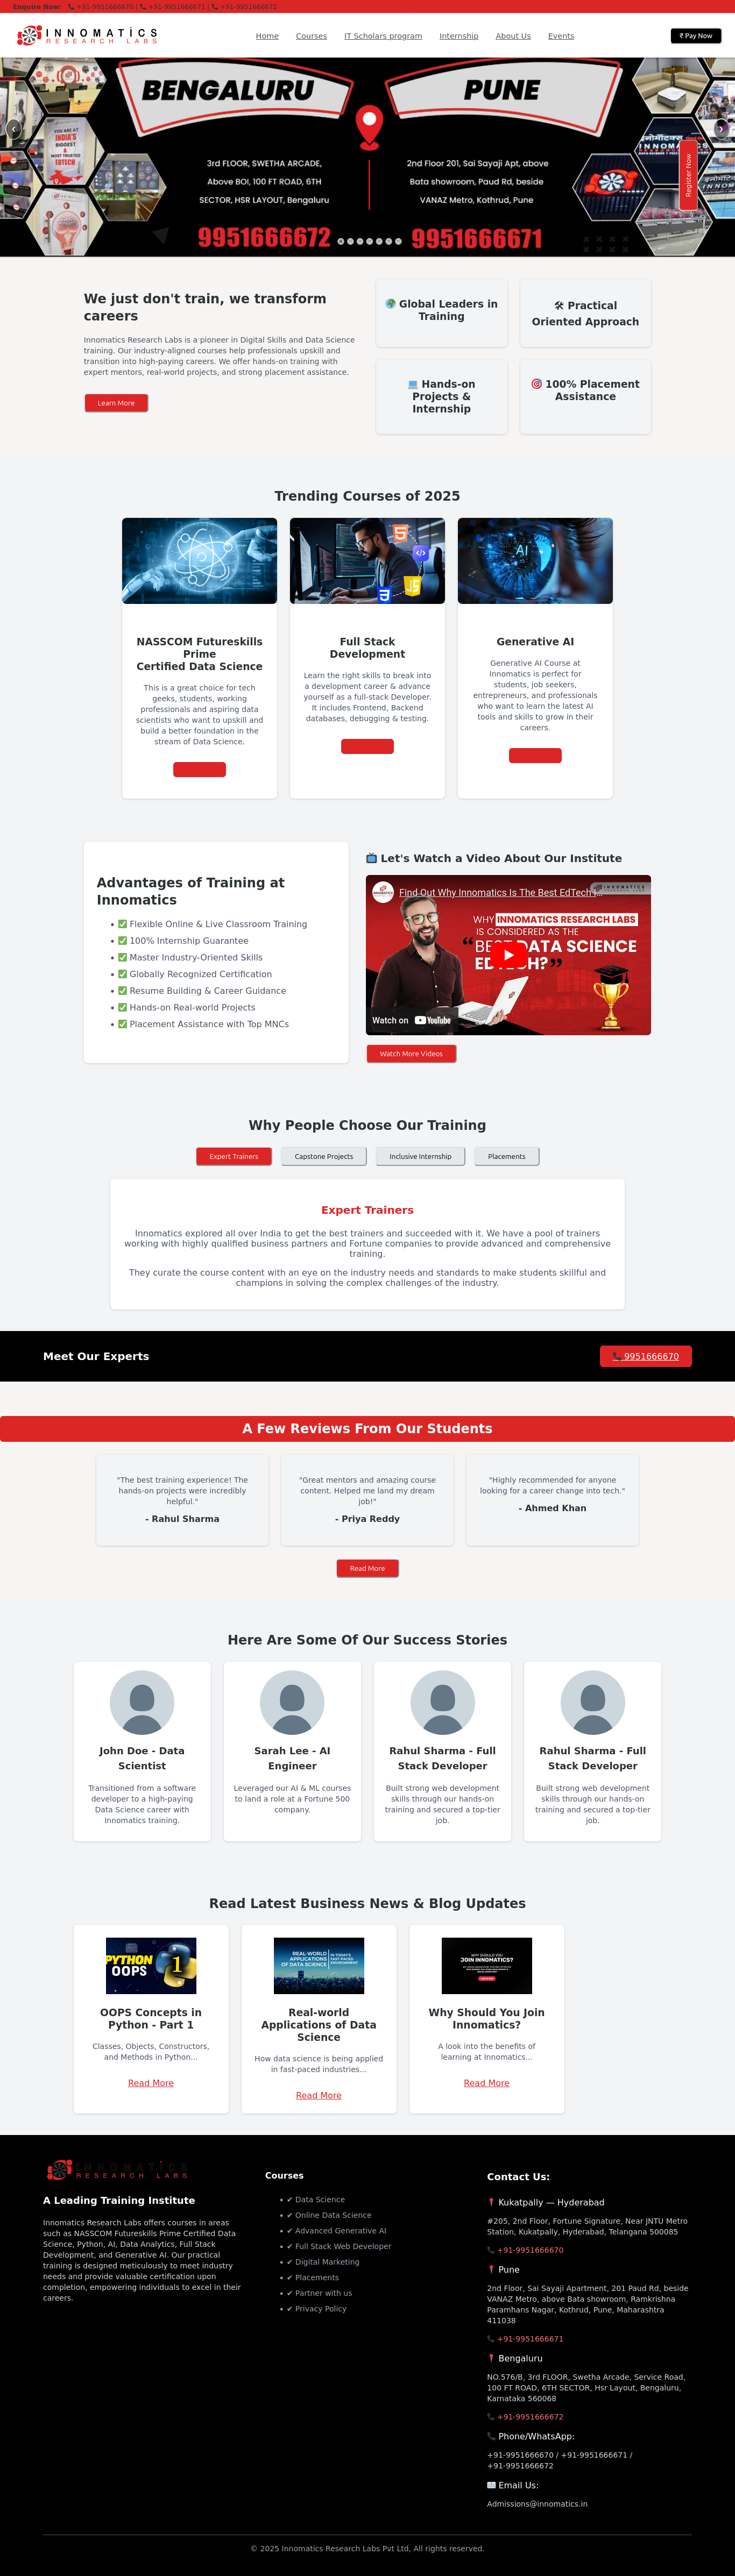 Enquire Now: 📞 +91-9951666670 | 📞 +91-9951666671 | 📞 +91-9951666672
INNOMATICS
RESEARCH LABS
Home Courses IT Scholars program Internship About Us Events
₹ Pay Now
BENGALURU PUNE
YOU ARE AT
INDIA'S
BIGGEST
& MOST TRUSTED
EDTECH
3rd FLOOR, SWETHA ARCADE,
Above BOI, 100 FT ROAD, 6TH
SECTOR, HSR LAYOUT, Bengaluru
9951666672
2nd Floor 201, Sai Sayaji Apt, above
Bata showroom, Paud Rd, beside
VANAZ Metro, Kothrud, Pune
9951666671
Register Now
We just don't train, we transform
careers
Innomatics Research Labs is a pioneer in Digital Skills and Data Science
training. Our industry-aligned courses help professionals upskill and
transition into high-paying careers. We offer hands-on training with
expert mentors, real-world projects, and strong placement assistance.
Learn More
🌍 Global Leaders in
Training
🛠 Practical
Oriented Approach
💻 Hands-on
Projects &
Internship
🎯 100% Placement
Assistance
Trending Courses of 2025
AI
NASSCOM Futureskills
Prime
Certified Data Science
This is a great choice for tech
geeks, students, working
professionals and aspiring data
scientists who want to upskill and
build a better foundation in the
stream of Data Science.
Full Stack
Development
Learn the right skills to break into
a development career & advance
yourself as a full-stack Developer.
It includes Frontend, Backend
databases, debugging & testing.
Generative AI
Generative AI Course at
Innomatics is perfect for
students, job seekers,
entrepreneurs, and professionals
who want to learn the latest AI
tools and skills to grow in their
careers.
Advantages of Training at
Innomatics
• ✅ Flexible Online & Live Classroom Training
• ✅ 100% Internship Guarantee
• ✅ Master Industry-Oriented Skills
• ✅ Globally Recognized Certification
• ✅ Resume Building & Career Guidance
• ✅ Hands-on Real-world Projects
• ✅ Placement Assistance with Top MNCs
📺 Let's Watch a Video About Our Institute
Find Out Why Innomatics Is The Best EdTech i…
WHY INNOMATICS RESEARCH LABS
IS CONSIDERED AS THE
"BEST DATA SCIENCE
EDTECH?"
Watch on YouTube
Watch More Videos
Why People Choose Our Training
Expert Trainers Capstone Projects Inclusive Internship Placements
Expert Trainers
Innomatics explored all over India to get the best trainers and succeeded with it. We have a pool of trainers
working with highly qualified business partners and Fortune companies to provide advanced and comprehensive
training.
They curate the course content with an eye on the industry needs and standards to make students skillful and
champions in solving the complex challenges of the industry.
Meet Our Experts
📞 9951666670
A Few Reviews From Our Students
"The best training experience! The
hands-on projects were incredibly
helpful."
- Rahul Sharma
"Great mentors and amazing course
content. Helped me land my dream
job!"
- Priya Reddy
"Highly recommended for anyone
looking for a career change into tech."
- Ahmed Khan
Read More
Here Are Some Of Our Success Stories
John Doe - Data
Scientist
Transitioned from a software
developer to a high-paying
Data Science career with
Innomatics training.
Sarah Lee - AI
Engineer
Leveraged our AI & ML courses
to land a role at a Fortune 500
company.
Rahul Sharma - Full
Stack Developer
Built strong web development
skills through our hands-on
training and secured a top-tier
job.
Rahul Sharma - Full
Stack Developer
Built strong web development
skills through our hands-on
training and secured a top-tier
job.
Read Latest Business News & Blog Updates
PYTHON
OOPS
1
OOPS Concepts in
Python - Part 1
Classes, Objects, Constructors,
and Methods in Python...
Read More
REAL-WORLD
APPLICATIONS
OF DATA SCIENCE
IN TODAY'S
FAST-PACED
ENVIRONMENT
Real-world
Applications of Data
Science
How data science is being applied
in fast-paced industries...
Read More
WHY SHOULD YOU
JOIN INNOMATICS?
Why Should You Join
Innomatics?
A look into the benefits of
learning at Innomatics...
Read More
INNOMATICS
RESEARCH LABS
A Leading Training Institute
Innomatics Research Labs offers courses in areas
such as NASSCOM Futureskills Prime Certified Data
Science, Python, AI, Data Analytics, Full Stack
Development, and Generative AI. Our practical
training is designed meticulously to meet industry
needs and provide valuable certification upon
completion, empowering individuals to excel in their
careers.
Courses
• ✔ Data Science
• ✔ Online Data Science
• ✔ Advanced Generative AI
• ✔ Full Stack Web Developer
• ✔ Digital Marketing
• ✔ Placements
• ✔ Partner with us
• ✔ Privacy Policy
Contact Us:
📍 Kukatpally — Hyderabad
#205, 2nd Floor, Fortune Signature, Near JNTU Metro
Station, Kukatpally, Hyderabad, Telangana 500085
📞 +91-9951666670
📍 Pune
2nd Floor, Sai Sayaji Apartment, 201 Paud Rd, beside
VANAZ Metro, above Bata showroom, Ramkrishna
Paramhans Nagar, Kothrud, Pune, Maharashtra
411038
📞 +91-9951666671
📍 Bengaluru
NO.576/B, 3rd FLOOR, Swetha Arcade, Service Road,
100 FT ROAD, 6TH SECTOR, Hsr Layout, Bengaluru,
Karnataka 560068
📞 +91-9951666672
📞 Phone/WhatsApp:
+91-9951666670 / +91-9951666671 /
+91-9951666672
📧 Email Us:
Admissions@innomatics.in
© 2025 Innomatics Research Labs Pvt Ltd, All rights reserved.